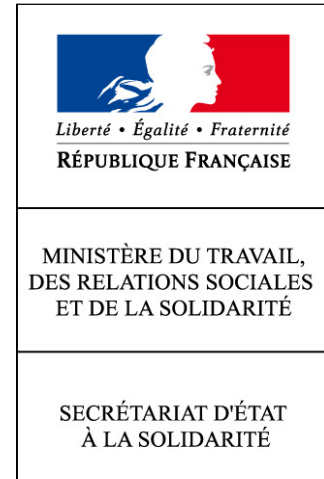 Liberté • Égalité • Fraternité
RÉPUBLIQUE FRANÇAISE
MINISTÈRE DU TRAVAIL,
DES RELATIONS SOCIALES
ET DE LA SOLIDARITÉ
SECRÉTARIAT D'ÉTAT
À LA SOLIDARITÉ